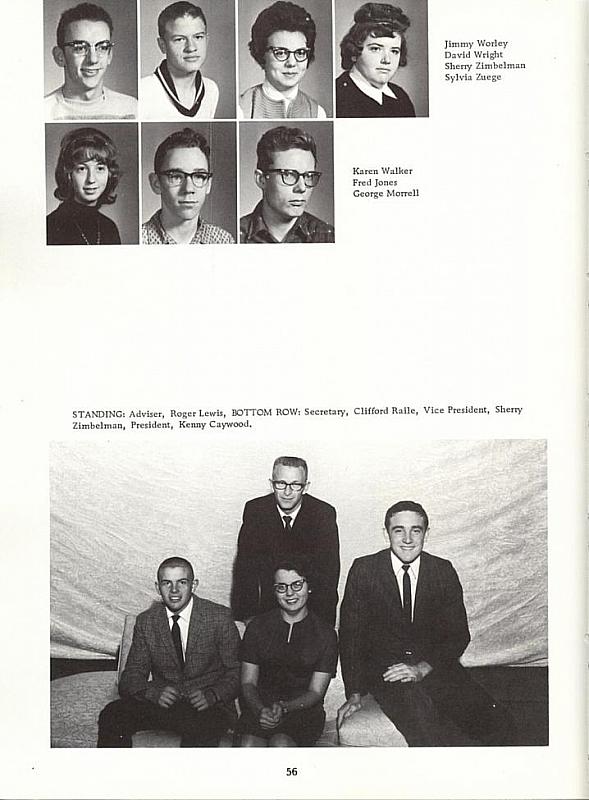 Jimmy Worley
David Wright
Sherry Zimbelman
Sylvia Zuege
Karen Walker
Fred Jones
George Morrell
STANDING: Adviser, Roger Lewis, BOTTOM ROW: Secretary, Clifford Raile, Vice President, Sherry
Zimbelman, President, Kenny Caywood.
56